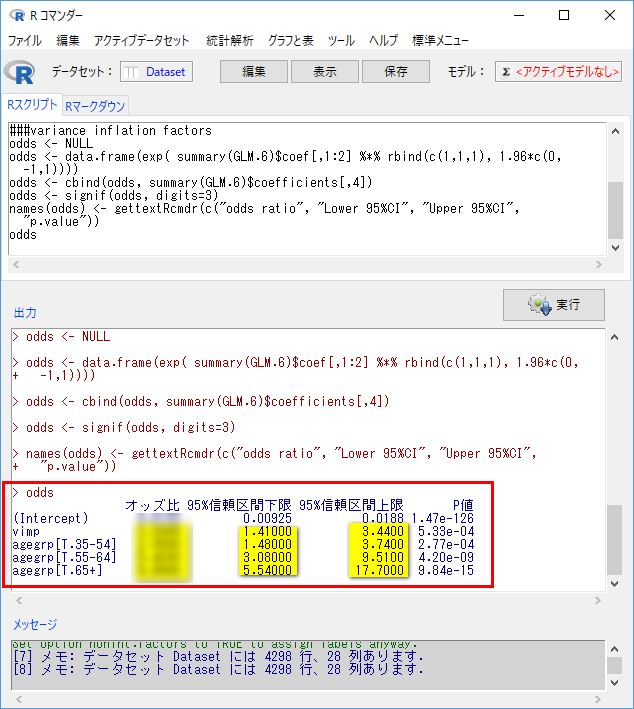 R コマンダー
ファイル 編集 アクティブデータセット 統計解析 グラフと表 ツール ヘルプ 標準メニュー
データセット： Dataset 編集 表示 保存 モデル： Σ <アクティブモデルなし>
Rスクリプト Rマークダウン
###variance inflation factors
odds <- NULL
odds <- data.frame(exp( summary(GLM.6)$coef[,1:2] %*% rbind(c(1,1,1), 1.96*c(0,
-1,1))))
odds <- cbind(odds, summary(GLM.6)$coefficients[,4])
odds <- signif(odds, digits=3)
names(odds) <- gettextRcmdr(c("odds ratio", "Lower 95%CI", "Upper 95%CI",
"p.value"))
odds
出力
実行
> odds <- NULL
> odds <- data.frame(exp( summary(GLM.6)$coef[,1:2] %*% rbind(c(1,1,1), 1.96*c(0,
+ -1,1))))
> odds <- cbind(odds, summary(GLM.6)$coefficients[,4])
> odds <- signif(odds, digits=3)
> names(odds) <- gettextRcmdr(c("odds ratio", "Lower 95%CI", "Upper 95%CI",
+ "p.value"))
> odds
オッズ比 95%信頼区間下限 95%信頼区間上限 P値
(Intercept) 0.00925 0.0188 1.47e-126
vimp 1.41000 3.4400 5.33e-04
agegrp[T.35-54] 1.48000 3.7400 2.77e-04
agegrp[T.55-64] 3.08000 9.5100 4.20e-09
agegrp[T.65+] 5.54000 17.7000 9.84e-15
メッセージ
Set option nonint.factors to TRUE to assign labels anyway.
[7] メモ: データセット Dataset には 4298 行、28 列あります.
[8] メモ: データセット Dataset には 4298 行、28 列あります.